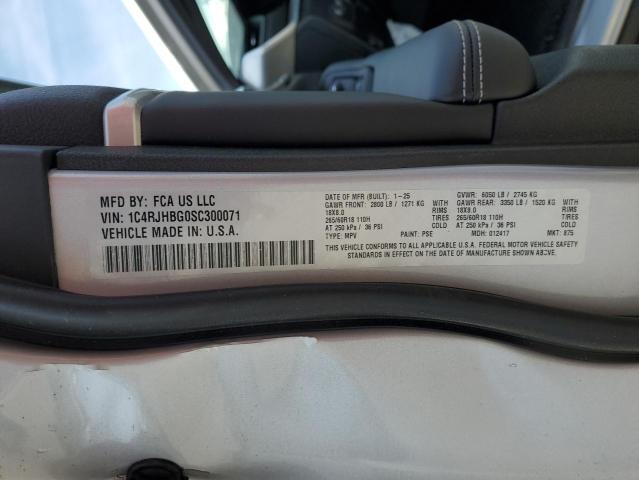 MFD BY: FCA US LLC
VIN: 1C4RJHBG0SC300071
VEHICLE MADE IN: U.S.A.
DATE OF MFR (BUILT): 1-25 GVWR: 6050 LB / 2745 KG
GAWR FRONT: 2800 LB / 1271 KG WITH GAWR REAR: 3350 LB / 1520 KG WITH
18X8.0 RIMS 18X8.0 RIMS
265/60R18 110H TIRES 265/60R18 110H TIRES
AT 250 kPa / 36 PSI COLD AT 250 kPa / 36 PSI COLD
TYPE: MPV PAINT: PSE MDH: 012417 MKT: 875
THIS VEHICLE CONFORMS TO ALL APPLICABLE U.S.A. FEDERAL MOTOR VEHICLE SAFETY
STANDARDS IN EFFECT ON THE DATE OF MANUFACTURE SHOWN ABOVE.